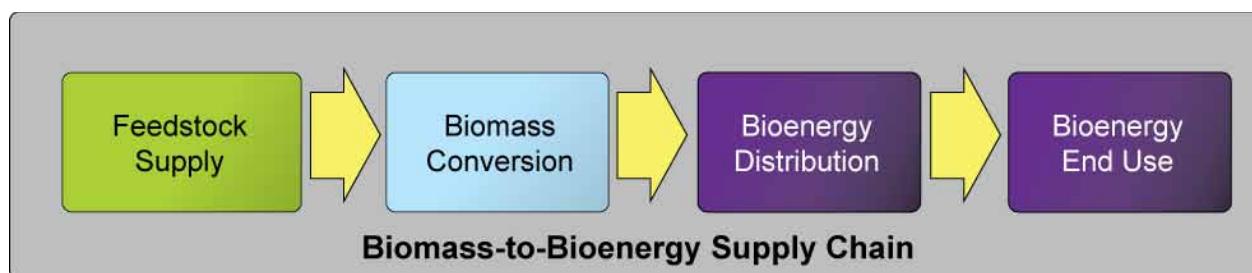 Feedstock
Supply
Biomass
Conversion
Bioenergy
Distribution
Bioenergy
End Use
Biomass-to-Bioenergy Supply Chain